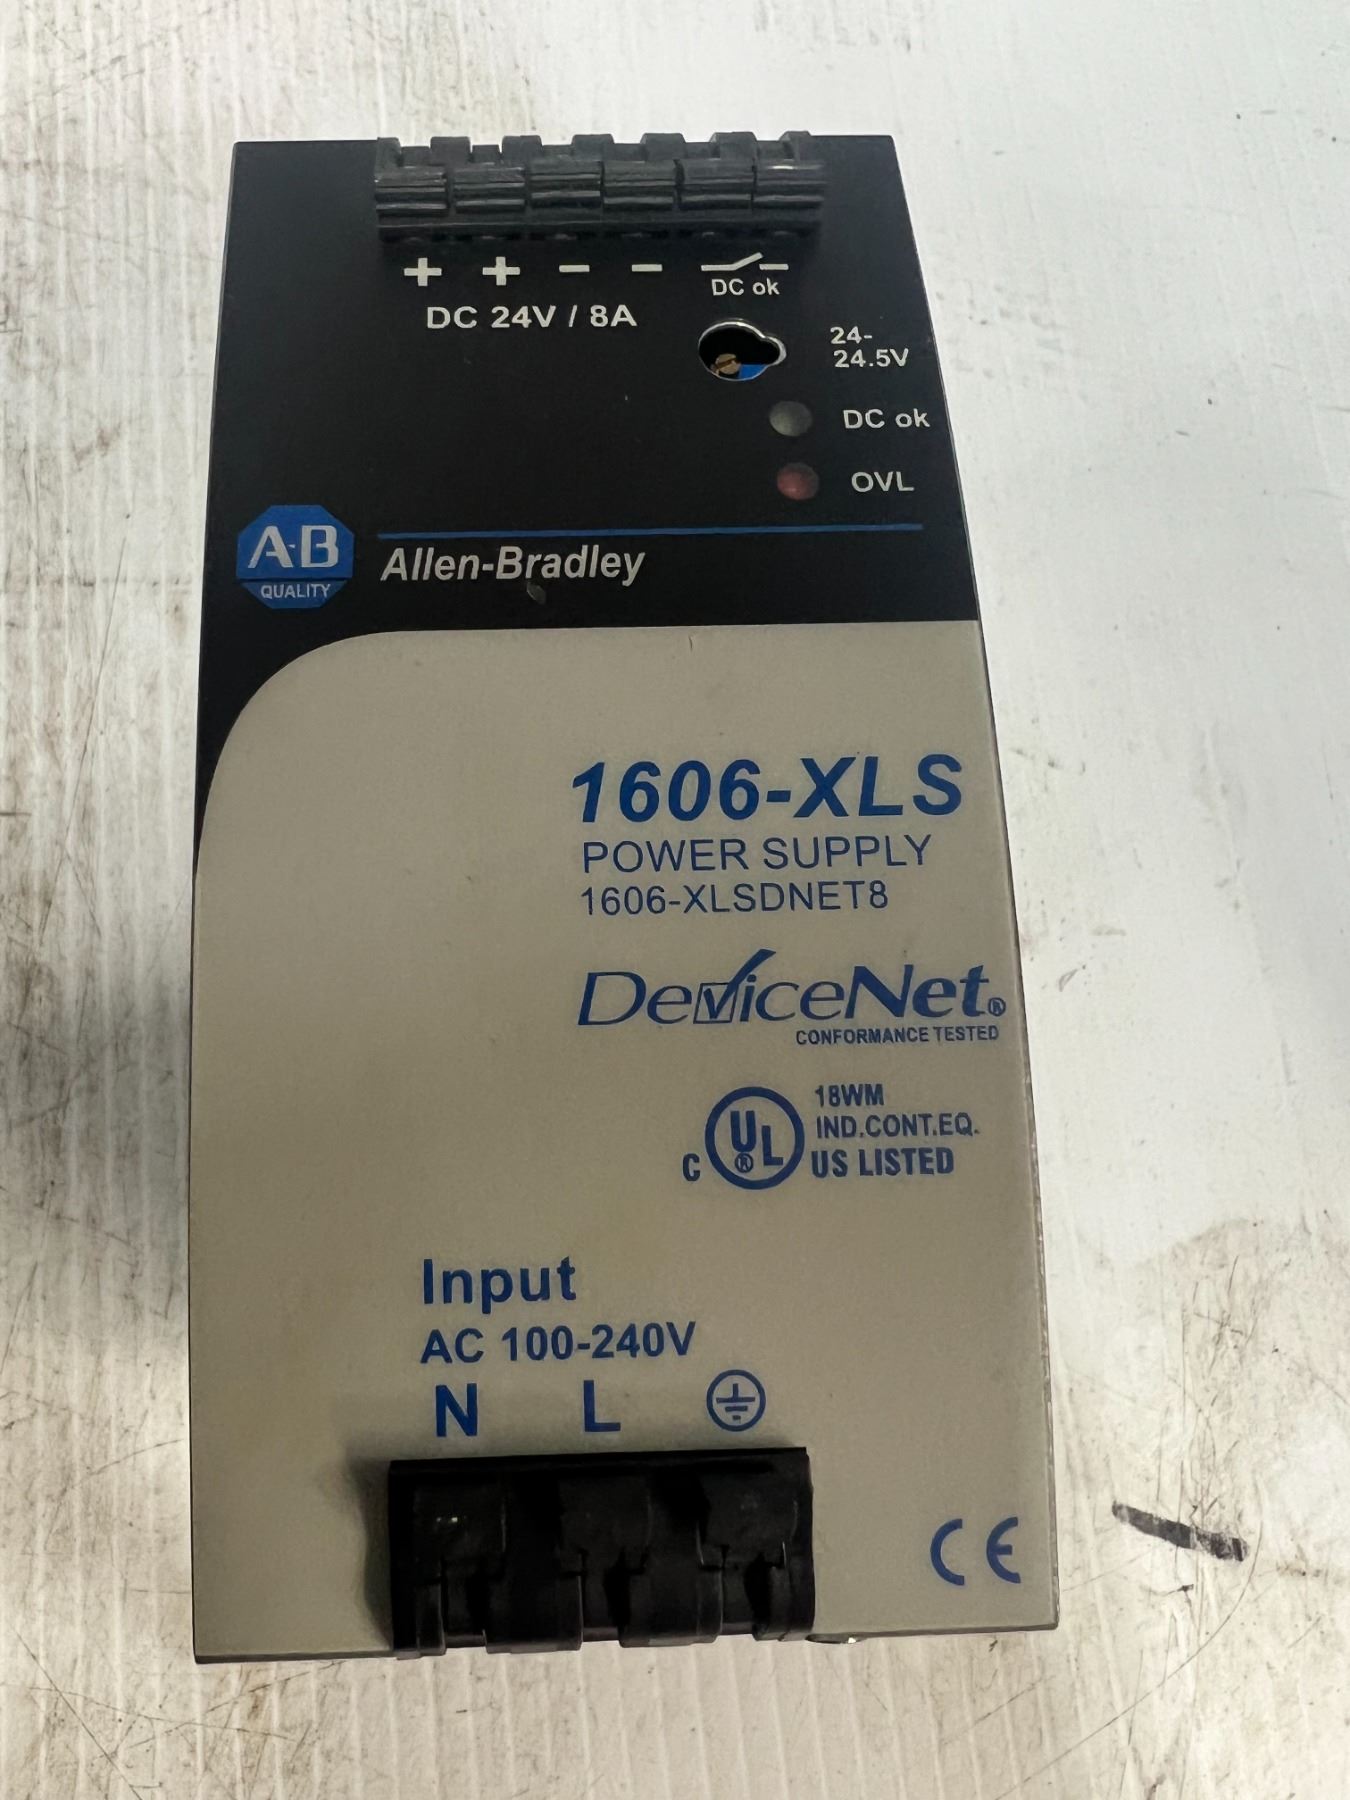 + + − −
DC ok
DC 24V / 8A
24-
24.5V
DC ok
OVL
A-B
QUALITY
Allen-Bradley
1606-XLS
POWER SUPPLY
1606-XLSDNET8
DeviceNet®
CONFORMANCE TESTED
18WM
IND.CONT.EQ.
C UL® US LISTED
Input
AC 100-240V
N L
CE